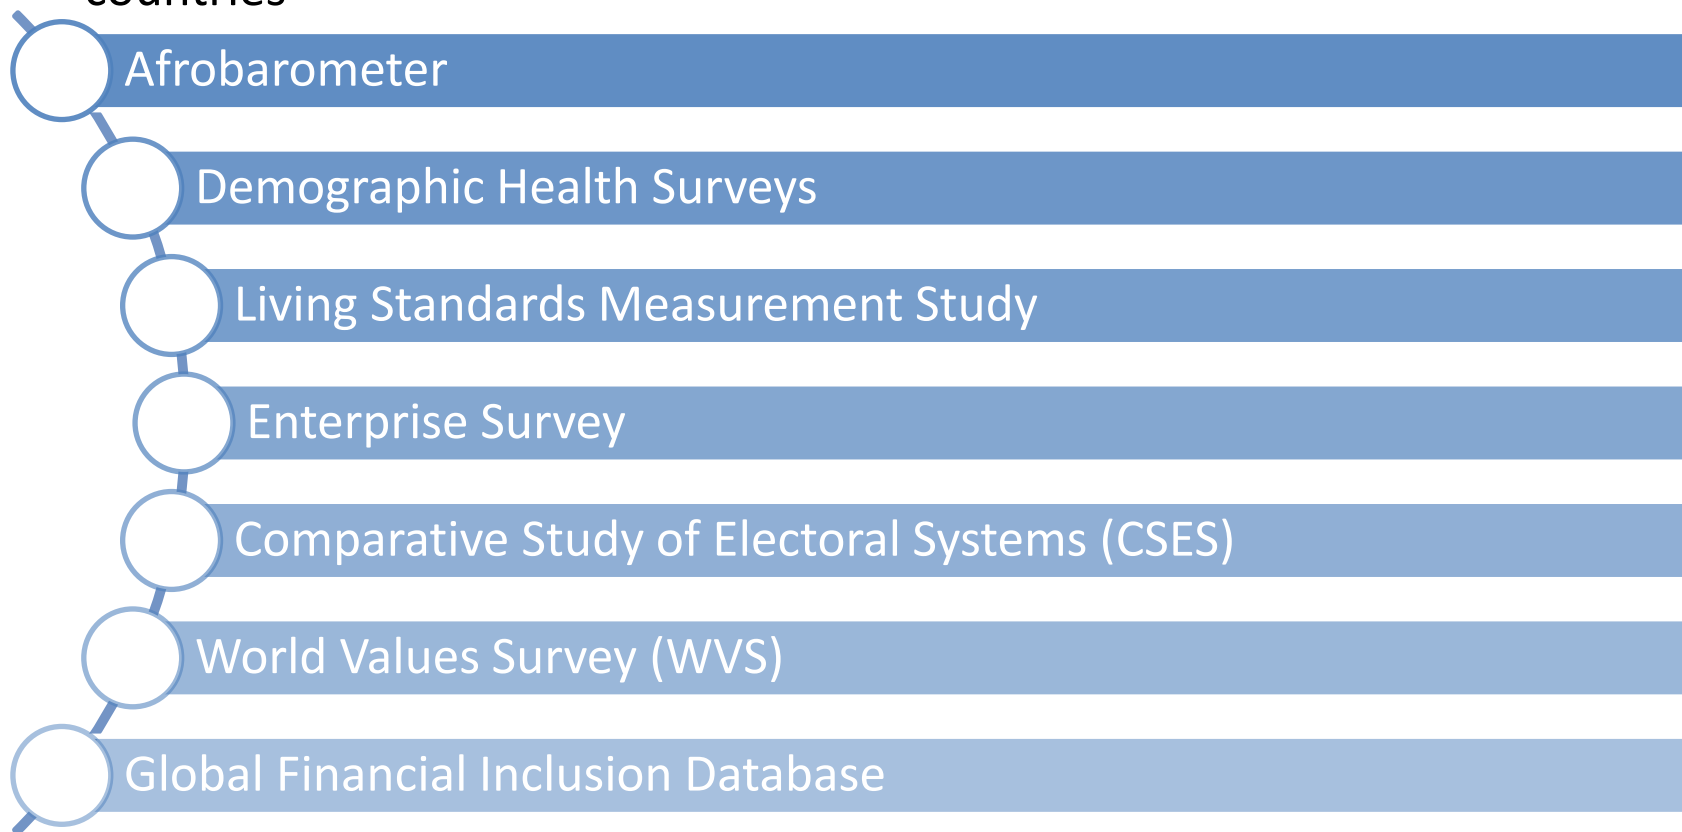 countries
Afrobarometer
Demographic Health Surveys
Living Standards Measurement Study
Enterprise Survey
Comparative Study of Electoral Systems (CSES)
World Values Survey (WVS)
Global Financial Inclusion Database